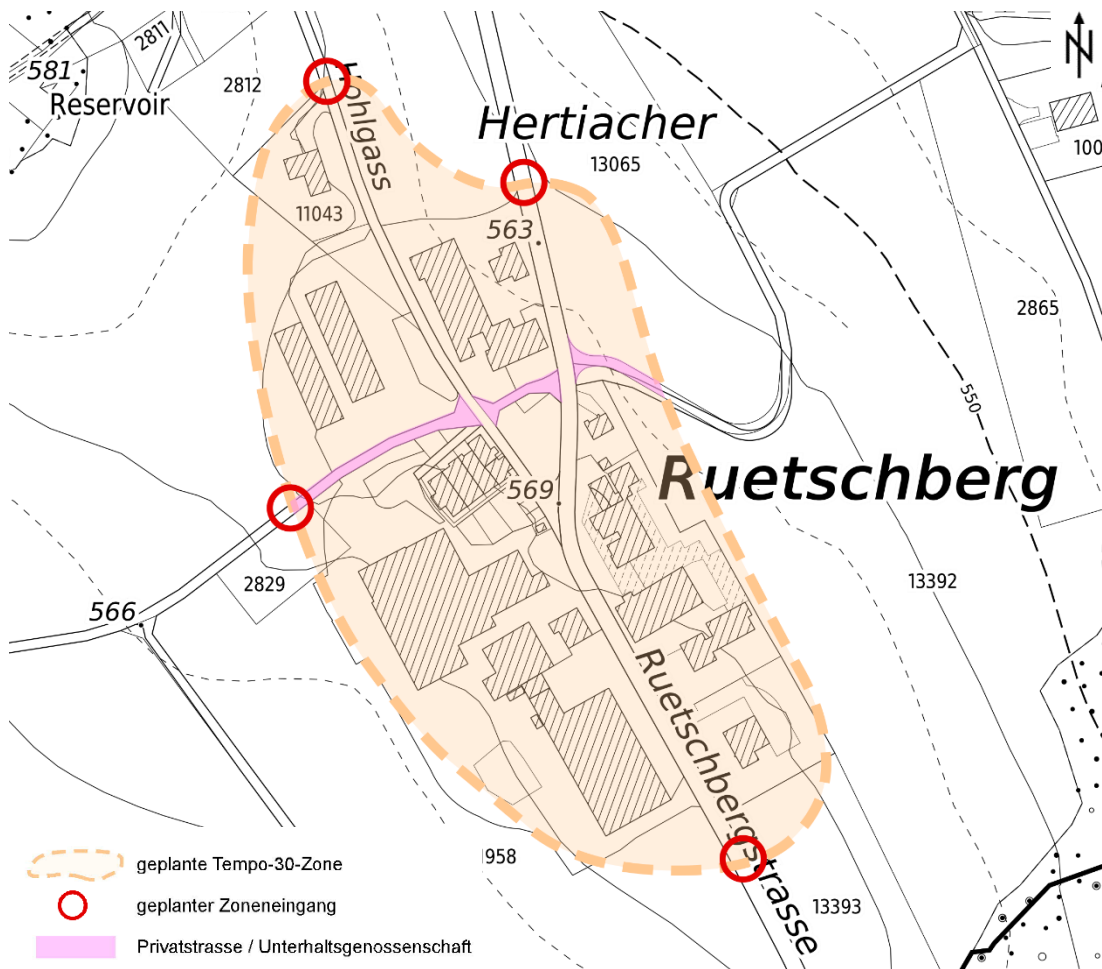 2811
581
Reservoir
2812
Hohlgass
Hertiacher
13065
N
100
11043
563
2865
550
569
Ruetschberg
13392
2829
566
Ruetschbergstrasse
1958
13393
geplante Tempo-30-Zone
geplanter Zoneneingang
Privatstrasse / Unterhaltsgenossenschaft